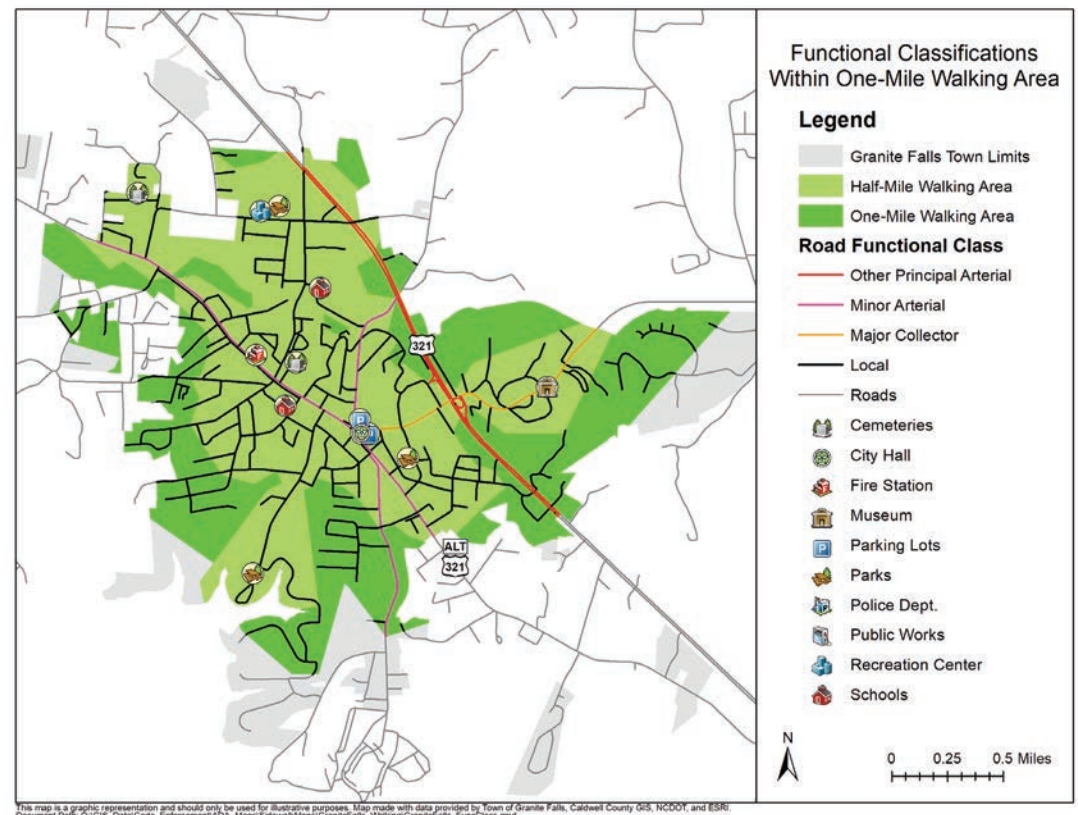 Functional Classifications
Within One-Mile Walking Area
Legend
Granite Falls Town Limits
Half-Mile Walking Area
One-Mile Walking Area
Road Functional Class
Other Principal Arterial
Minor Arterial
Major Collector
Local
Roads
Cemeteries
City Hall
Fire Station
Museum
Parking Lots
Parks
Police Dept.
Public Works
Recreation Center
Schools
N
0 0.25 0.5 Miles
321
P
ALT
321
This map is a graphic representation and should only be used for illustrative purposes. Map made with data provided by Town of Granite Falls, Caldwell County GIS, NCDOT, and ESRI.